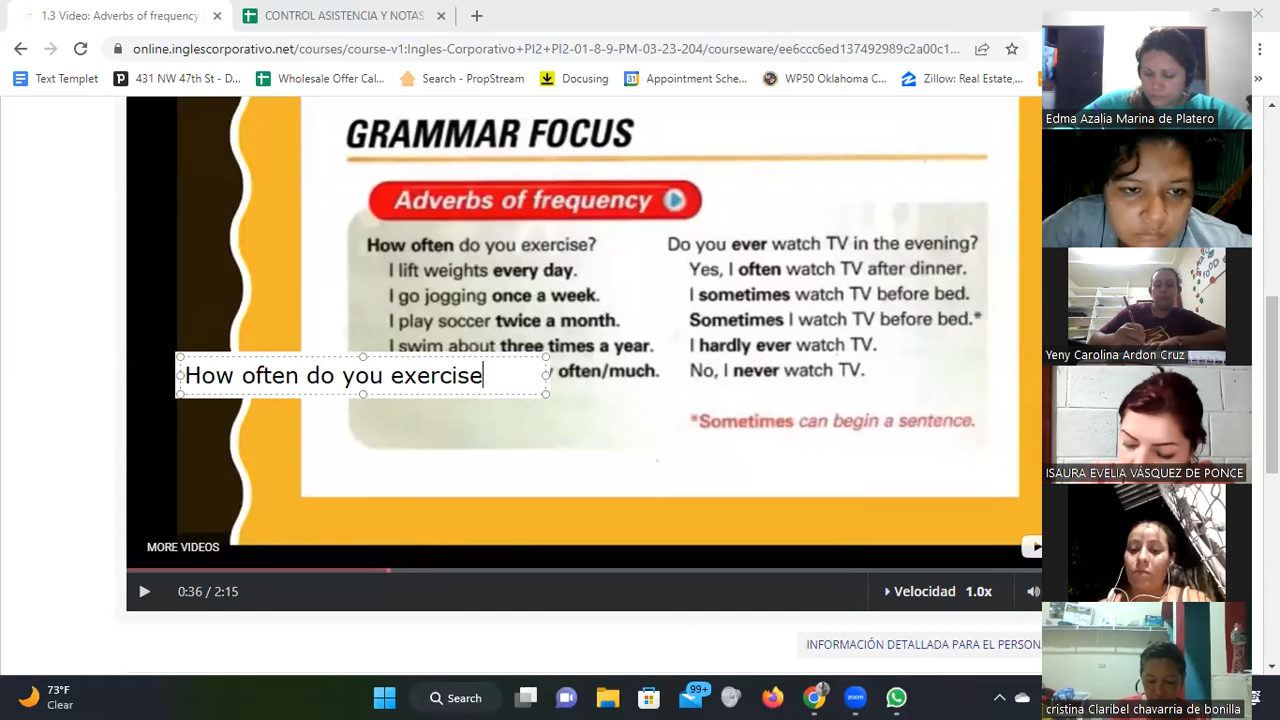 1.3 Video: Adverbs of frequency
CONTROL ASISTENCIA Y NOTAS
online.inglescorporativo.net/courses/course-v1:Ingles-Corporativo+PI2+PI2-01-8-9-PM-03-23-204/courseware/ee6ccc6ed137492989c2a00c1...
Text Templet
431 NW 47th St - D...
Wholesale Offer Cal...
Search - PropStream
Docusing
Appointment Sche...
WP50 Oklahoma C...
Zillow: Real Estate,...
GRAMMAR FOCUS
Adverbs of frequency
How often do you exercise?
I lift weights every day.
I go jogging once a week.
I play soccer twice a month.
I swim about three times a year.
often/much.
How often do you exercise
Do you ever watch TV in the evening?
Yes, I often watch TV after dinner.
I sometimes watch TV before bed.
Sometimes I watch TV before bed.*
I hardly ever watch TV.
No, I never watch TV.
*Sometimes can begin a sentence.
MORE VIDEOS
0:36 / 2:15
Velocidad 1.0x
INFORMACIÓN DETALLADA PARA EL PERSON
Edma Azalia Marina de Platero
Yeny Carolina Ardon Cruz
ISAURA EVELIA VÁSQUEZ DE PONCE
cristina Claribel chavarria de bonilla
73°F
Clear
Search
99+